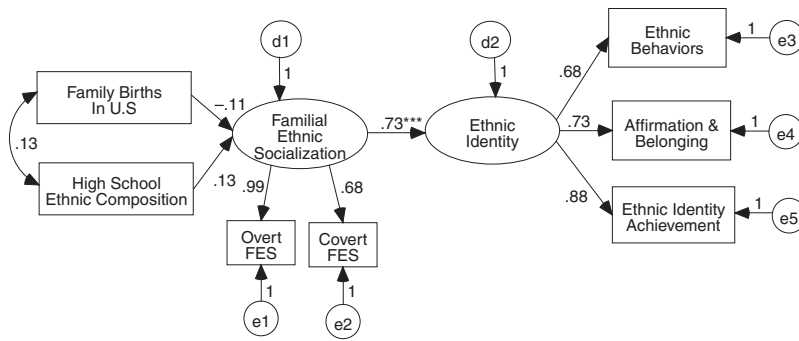 d1
d2
1
1
Ethnic
Behaviors
1
e3
Family Births
In U.S
–.11
.68
.13
Familial
Ethnic
Socialization
.73***
Ethnic
Identity
.73
Affirmation &
Belonging
1
e4
High School
Ethnic Composition
.13
.99
.68
.88
Ethnic Identity
Achievement
1
e5
Overt
FES
Covert
FES
1
1
e1
e2